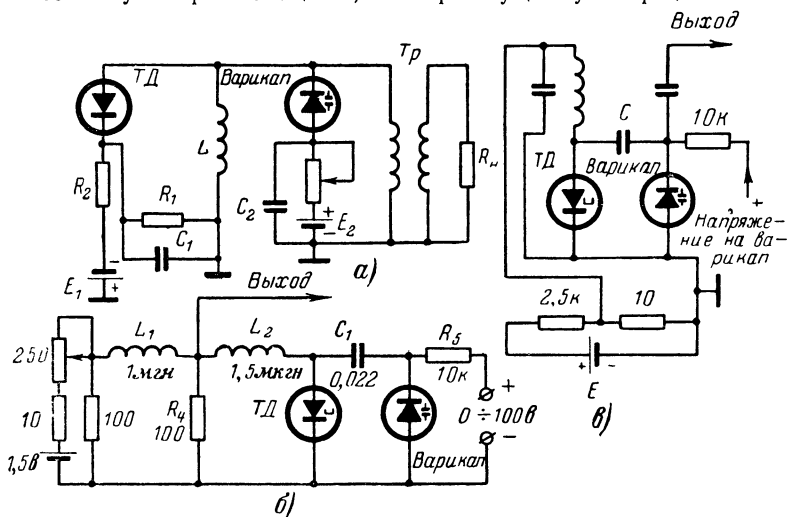 Выход
Тр
ТД
Варикап
L
R₂
R₁
C₁
C₂
E₂
+
-
Rн
-
E₁
+
а)
C
10к
ТД
Варикап
+
Напряже-
ние на ва-
рикап
2,5к
10
+ -
E
в)
Выход
L₁
L₂
C₁
R₅
250
1мгн
1,5мкгн
0,022
10к
+
10
100
R₄
100
ТД
0÷100в
-
1,5в
Варикап
б)